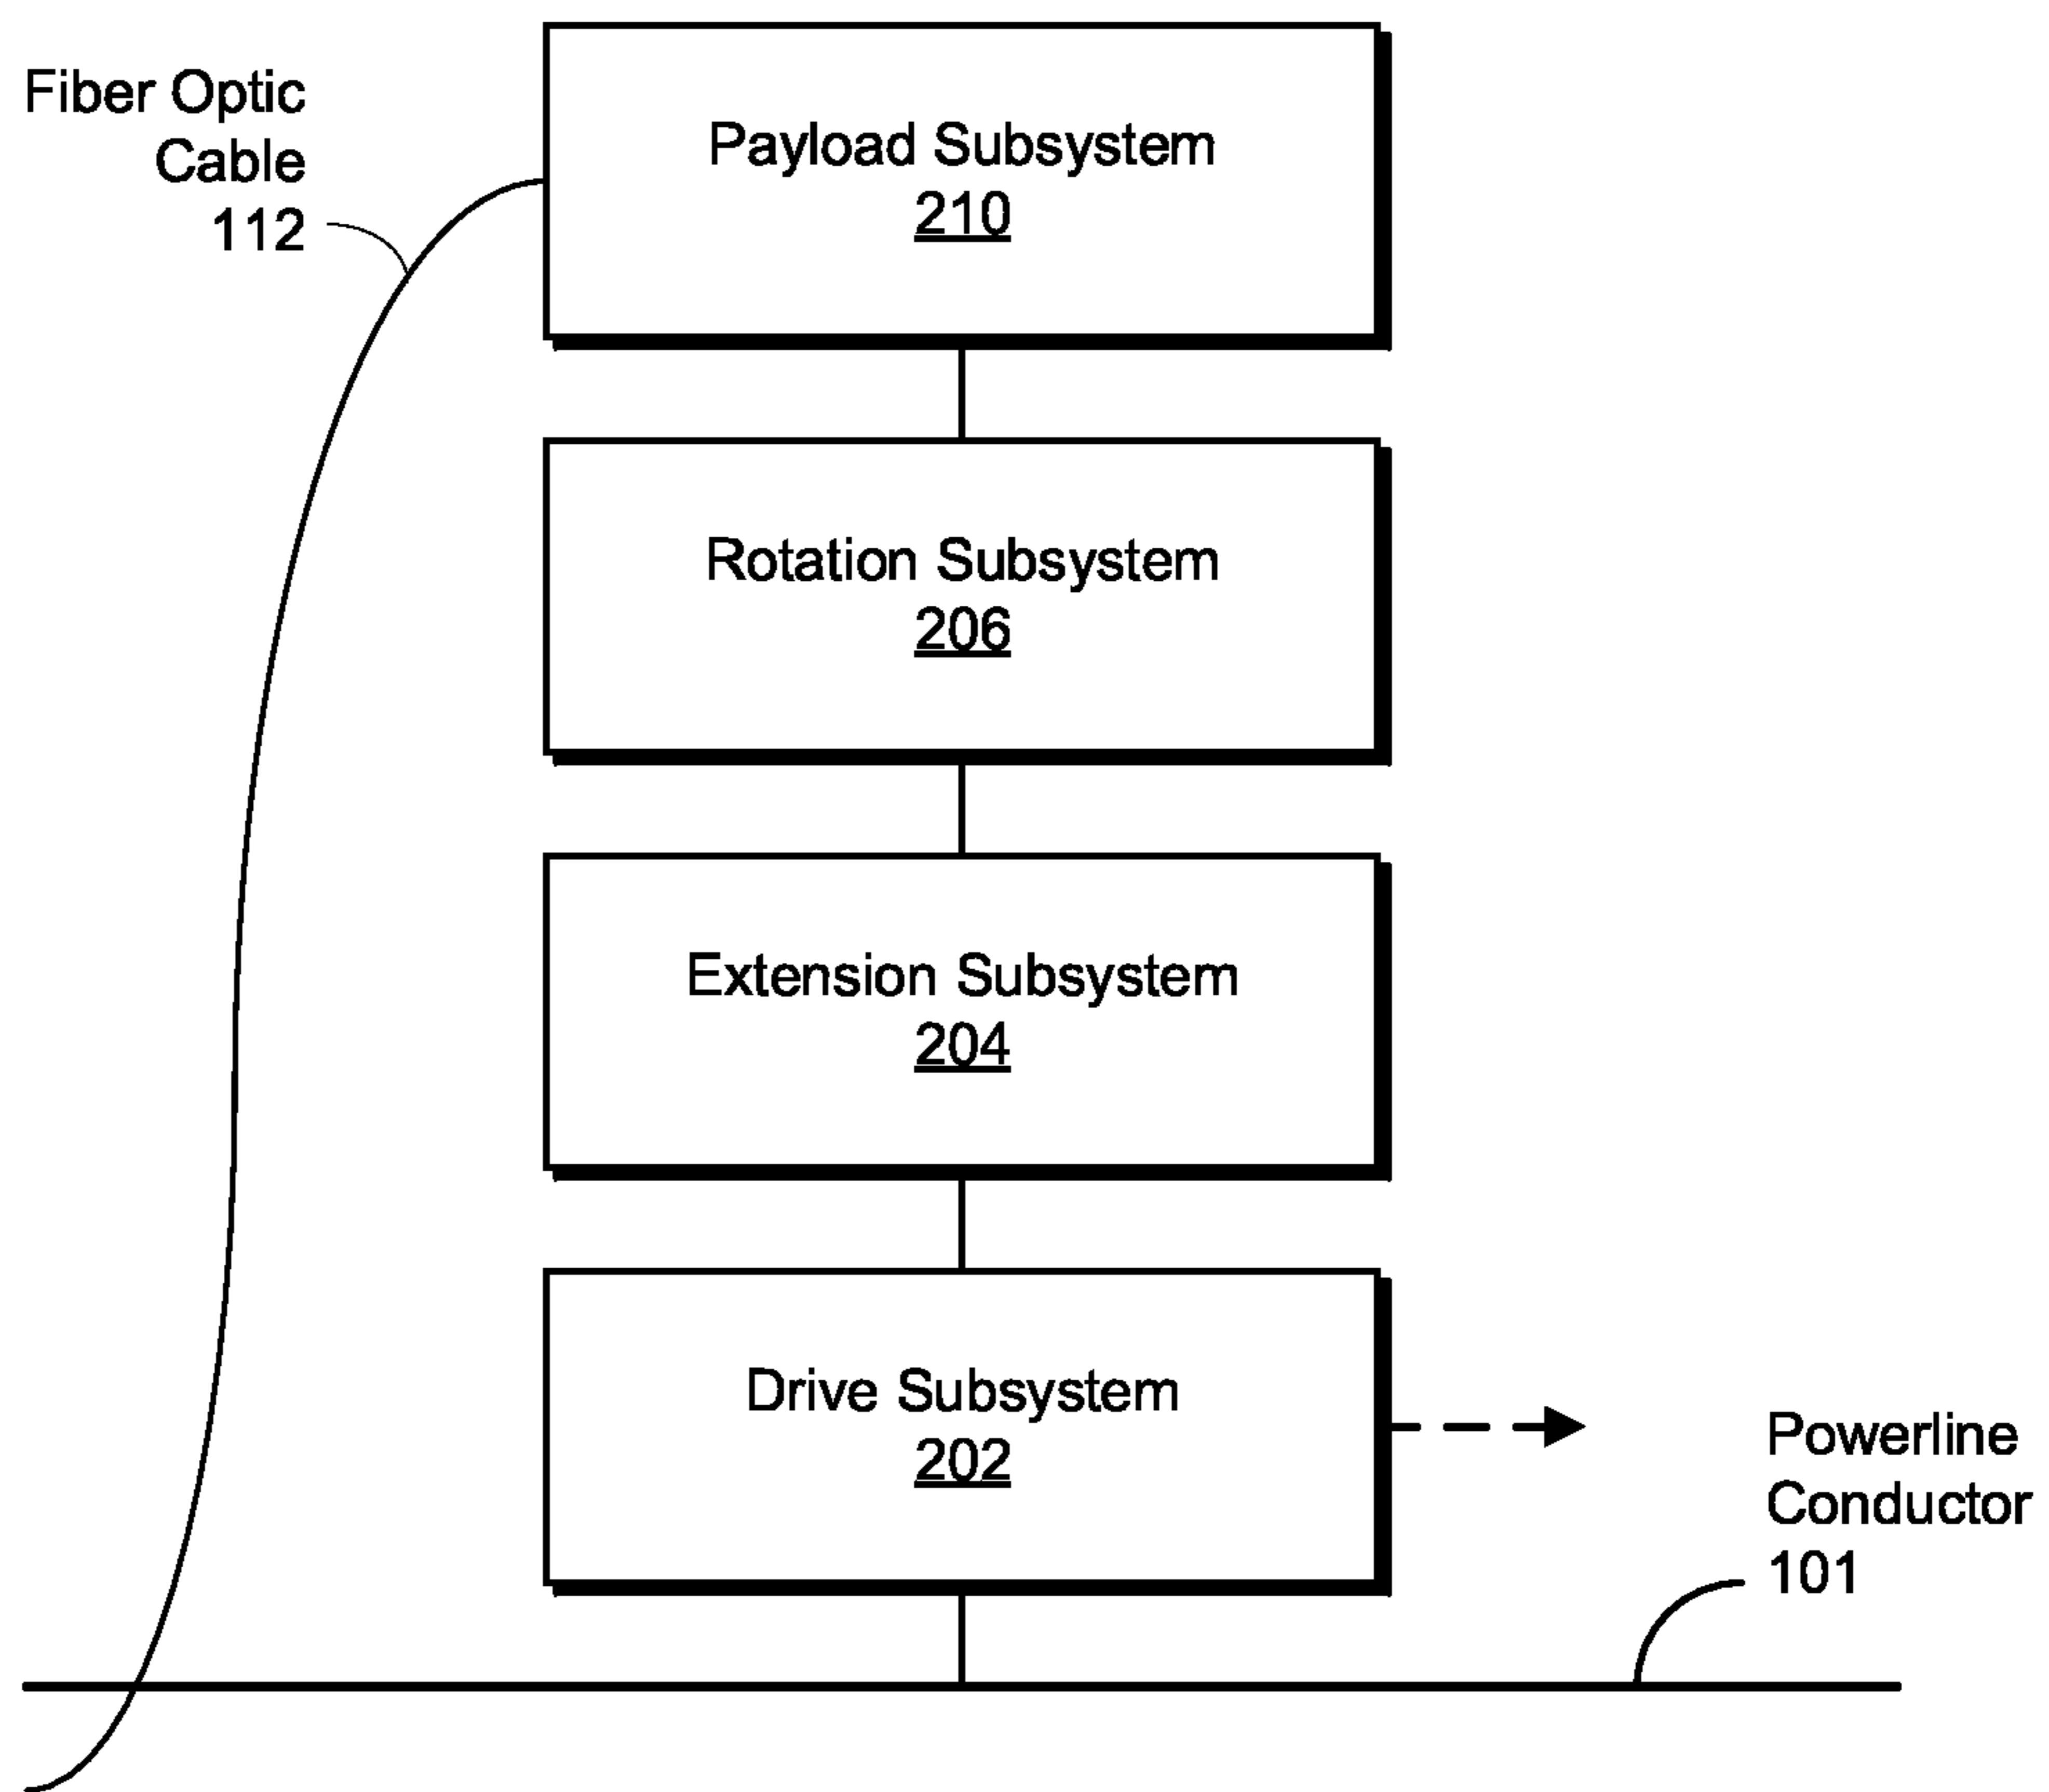 Fiber Optic
Cable
112
Payload Subsystem
210
Rotation Subsystem
206
Extension Subsystem
204
Drive Subsystem
202
Powerline
Conductor
101